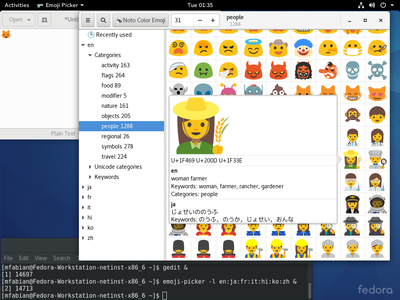 Activities
Emoji Picker
Tue 01:35
Open
Noto Color Emoji
31
people
1288
Recently used
en
Categories
activity 163
flags 264
food 89
modifier 5
nature 161
objects 205
people 1288
regional 26
symbols 278
travel 224
Unicode categories
Keywords
ja
fr
it
hi
ko
zh
U+1F469 U+200D U+1F33E
en
woman farmer
Keywords: woman, farmer, rancher, gardener
Categories: people
ja
じょせいののうふ
Keywords: のうふ, のうか, じょせい, おんな
Plain Text
File Edit View Search Terminal Help
[mfabian@Fedora-Workstation-netinst-x86_6 ~]$ gedit &
[1] 14697
[mfabian@Fedora-Workstation-netinst-x86_6 ~]$ emoji-picker -l en:ja:fr:it:hi:ko:zh &
[2] 14713
[mfabian@Fedora-Workstation-netinst-x86_6 ~]$
fedora